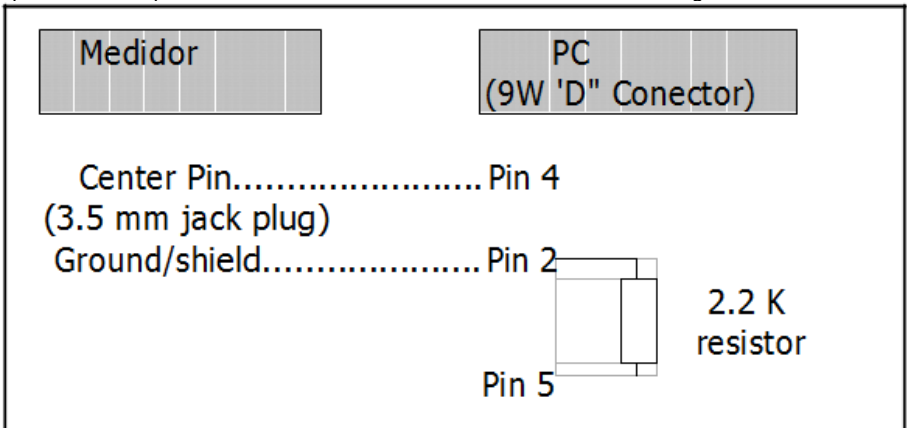 Medidor
PC
(9W 'D" Conector)
Center Pin........................ Pin 4
(3.5 mm jack plug)
Ground/shield..................... Pin 2
2.2 K
resistor
Pin 5